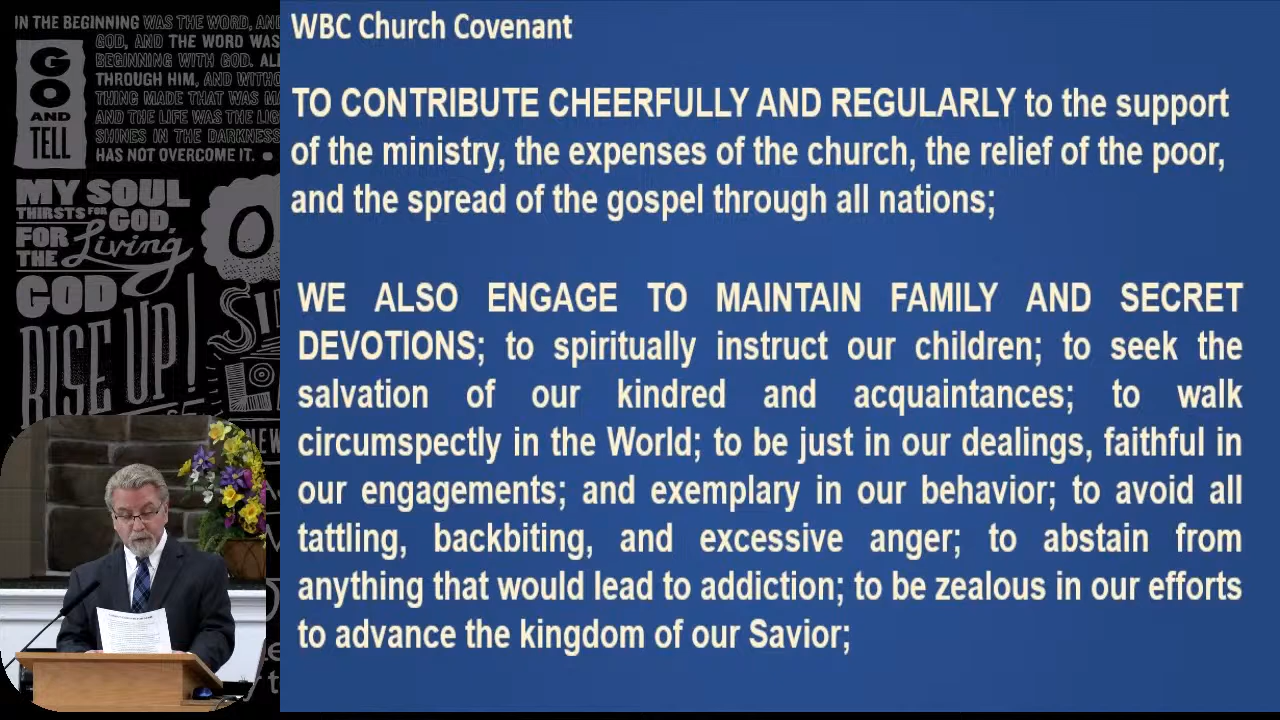 WBC Church Covenant
TO CONTRIBUTE CHEERFULLY AND REGULARLY to the support
of the ministry, the expenses of the church, the relief of the poor,
and the spread of the gospel through all nations;
WE ALSO ENGAGE TO MAINTAIN FAMILY AND SECRET
DEVOTIONS; to spiritually instruct our children; to seek the
salvation of our kindred and acquaintances; to walk
circumspectly in the World; to be just in our dealings, faithful in
our engagements; and exemplary in our behavior; to avoid all
tattling, backbiting, and excessive anger; to abstain from
anything that would lead to addiction; to be zealous in our efforts
to advance the kingdom of our Savior;
IN THE BEGINNING WAS THE WORD,
GOD, AND THE WORD WAS
BEGINNING WITH GOD.
THROUGH HIM, AND
THING MADE THAT WAS
AND THE LIFE WAS THE
SHINES IN THE DARKNESS
HAS NOT OVERCOME IT.
GO
AND
TELL
MY SOUL
THIRSTS FOR GOD,
FOR THE Living
GOD
RISE UP!